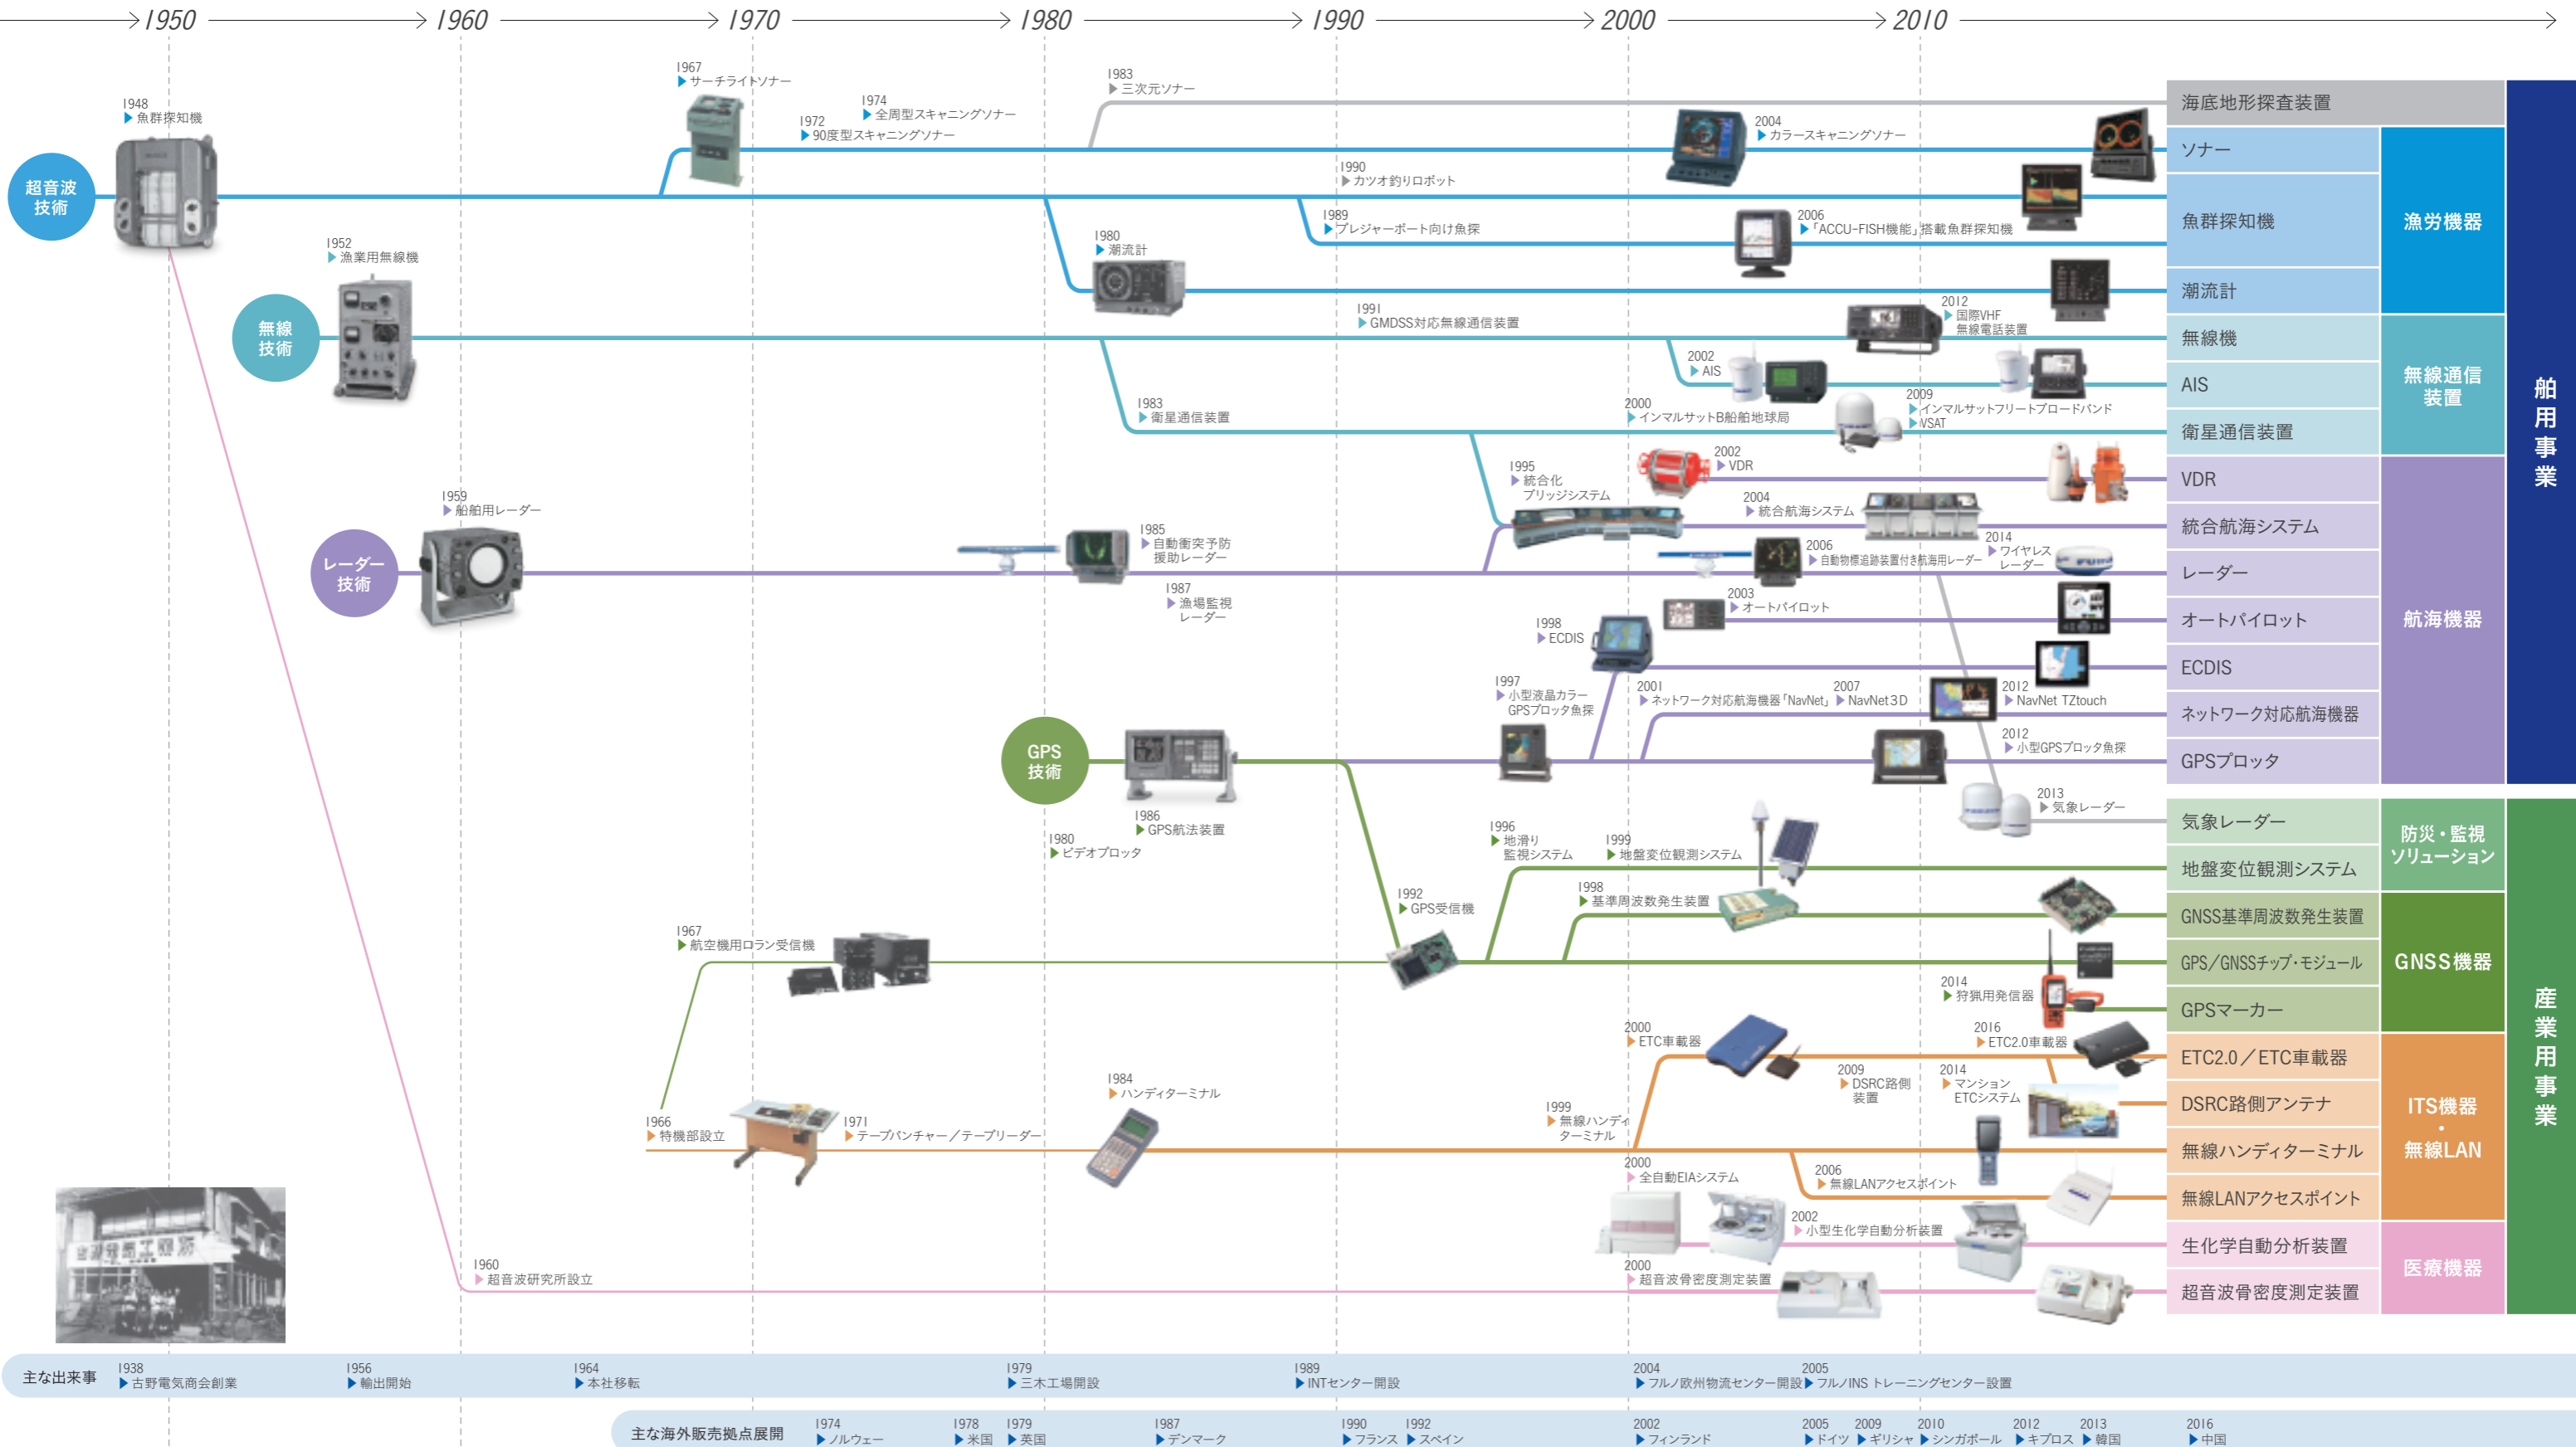 1950
1960
1970
1980
1990
2000
2010
1948
魚群探知機
超音波
技術
1967
サーチライトソナー
1972
90度型スキャニングソナー
1974
全周型スキャニングソナー
1983
三次元ソナー
2004
カラースキャニングソナー
1990
カツオ釣りロボット
1989
プレジャーボート向け魚探
2006
「ACCU-FISH機能」搭載魚群探知機
1980
潮流計
1952
漁業用無線機
無線
技術
1991
GMDSS対応無線通信装置
2012
国際VHF
無線電話装置
2002
AIS
1983
衛星通信装置
2000
インマルサットB船舶地球局
2009
インマルサットフリートブロードバンド
VSAT
2002
VDR
1995
統合化
ブリッジシステム
2004
統合航海システム
1959
船舶用レーダー
レーダー
技術
1985
自動衝突予防
援助レーダー
1987
漁場監視
レーダー
2006
自動物標追跡装置付き航海用レーダー
2014
ワイヤレス
レーダー
2003
オートパイロット
1998
ECDIS
1997
小型液晶カラー
GPSプロッタ魚探
2001
ネットワーク対応航海機器「NavNet」
2007
NavNet3D
2012
NavNet TZtouch
2012
小型GPSプロッタ魚探
GPS
技術
1986
GPS航法装置
1980
ビデオプロッタ
2013
気象レーダー
1996
地滑り
監視システム
1999
地盤変位観測システム
1998
基準周波数発生装置
1992
GPS受信機
1967
航空機用ロラン受信機
2014
狩猟用発信器
2000
ETC車載器
2016
ETC2.0車載器
2009
DSRC路側
装置
2014
マンション
ETCシステム
1966
特機部設立
1971
テープパンチャー／テープリーダー
1984
ハンディターミナル
1999
無線ハンディ
ターミナル
2006
無線LANアクセスポイント
2000
全自動EIAシステム
2002
小型生化学自動分析装置
1960
超音波研究所設立
2000
超音波骨密度測定装置
海底地形探査装置
ソナー
魚群探知機
潮流計
漁労機器
無線機
AIS
衛星通信装置
無線通信
装置
VDR
統合航海システム
レーダー
オートパイロット
ECDIS
ネットワーク対応航海機器
GPSプロッタ
航海機器
舶用事業
気象レーダー
地盤変位観測システム
防災・監視
ソリューション
GNSS基準周波数発生装置
GPS／GNSSチップ・モジュール
GPSマーカー
GNSS機器
ETC2.0／ETC車載器
DSRC路側アンテナ
無線ハンディターミナル
無線LANアクセスポイント
ITS機器
・
無線LAN
生化学自動分析装置
超音波骨密度測定装置
医療機器
産業用事業
主な出来事
1938
古野電気商会創業
1956
輸出開始
1964
本社移転
1979
三木工場開設
1989
INTセンター開設
2004
フルノ欧州物流センター開設
2005
フルノINS トレーニングセンター設置
主な海外販売拠点展開
1974
ノルウェー
1978
米国
1979
英国
1987
デンマーク
1990
フランス
1992
スペイン
2002
フィンランド
2005
ドイツ
2009
ギリシャ
2010
シンガポール
2012
キプロス
2013
韓国
2016
中国